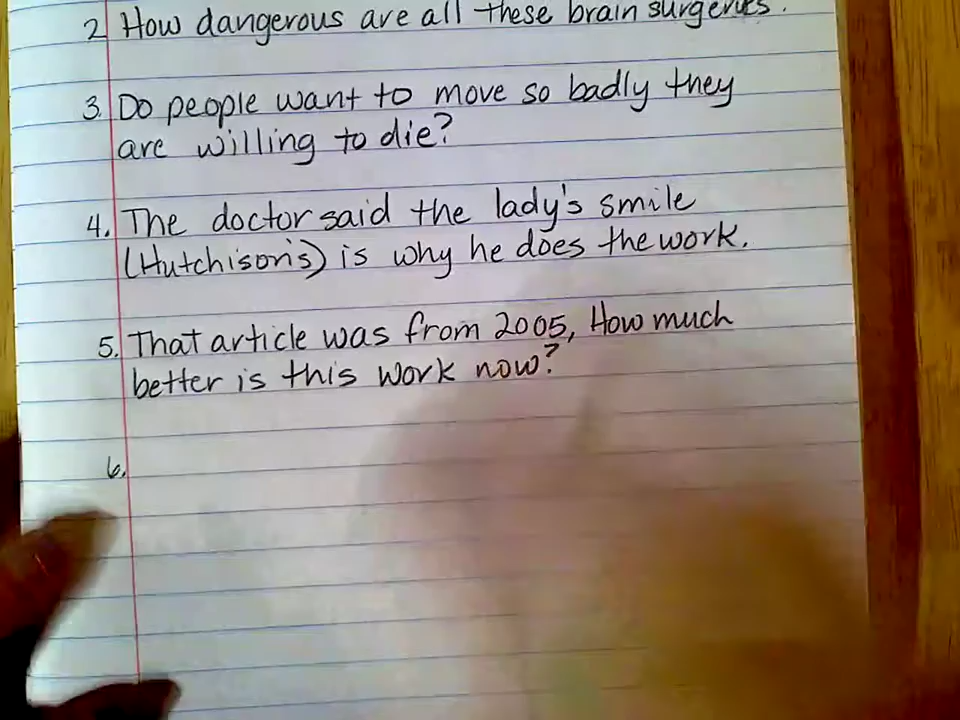 2. How dangerous are all these brain surgeries.
3. Do people want to move so badly they
are willing to die?
4. The doctor said the lady's smile
(Hutchison's) is why he does the work.
5. That article was from 2005, How much
better is this work now?
6.